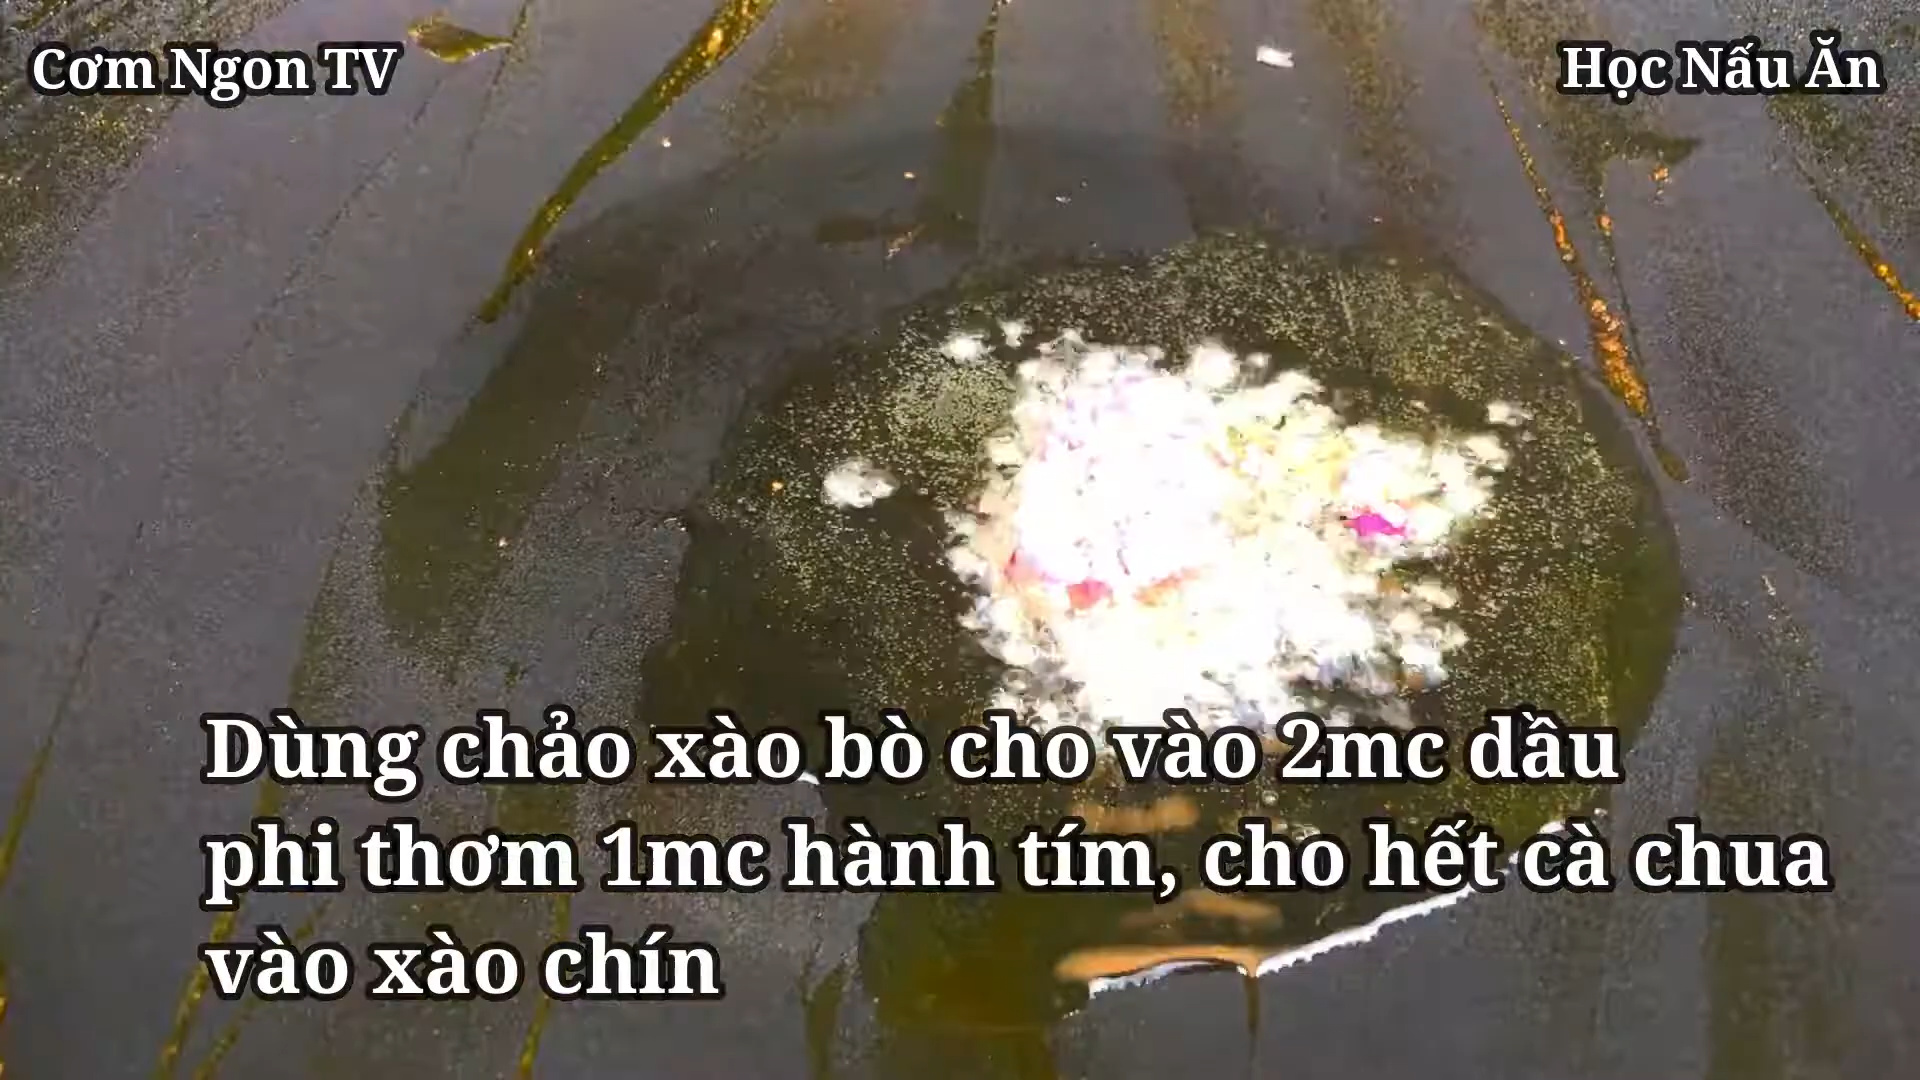 Cơm Ngon TV
Học Nấu Ăn
Dùng chảo xào bò cho vào 2mc dầu
phi thơm 1mc hành tím, cho hết cà chua
vào xào chín